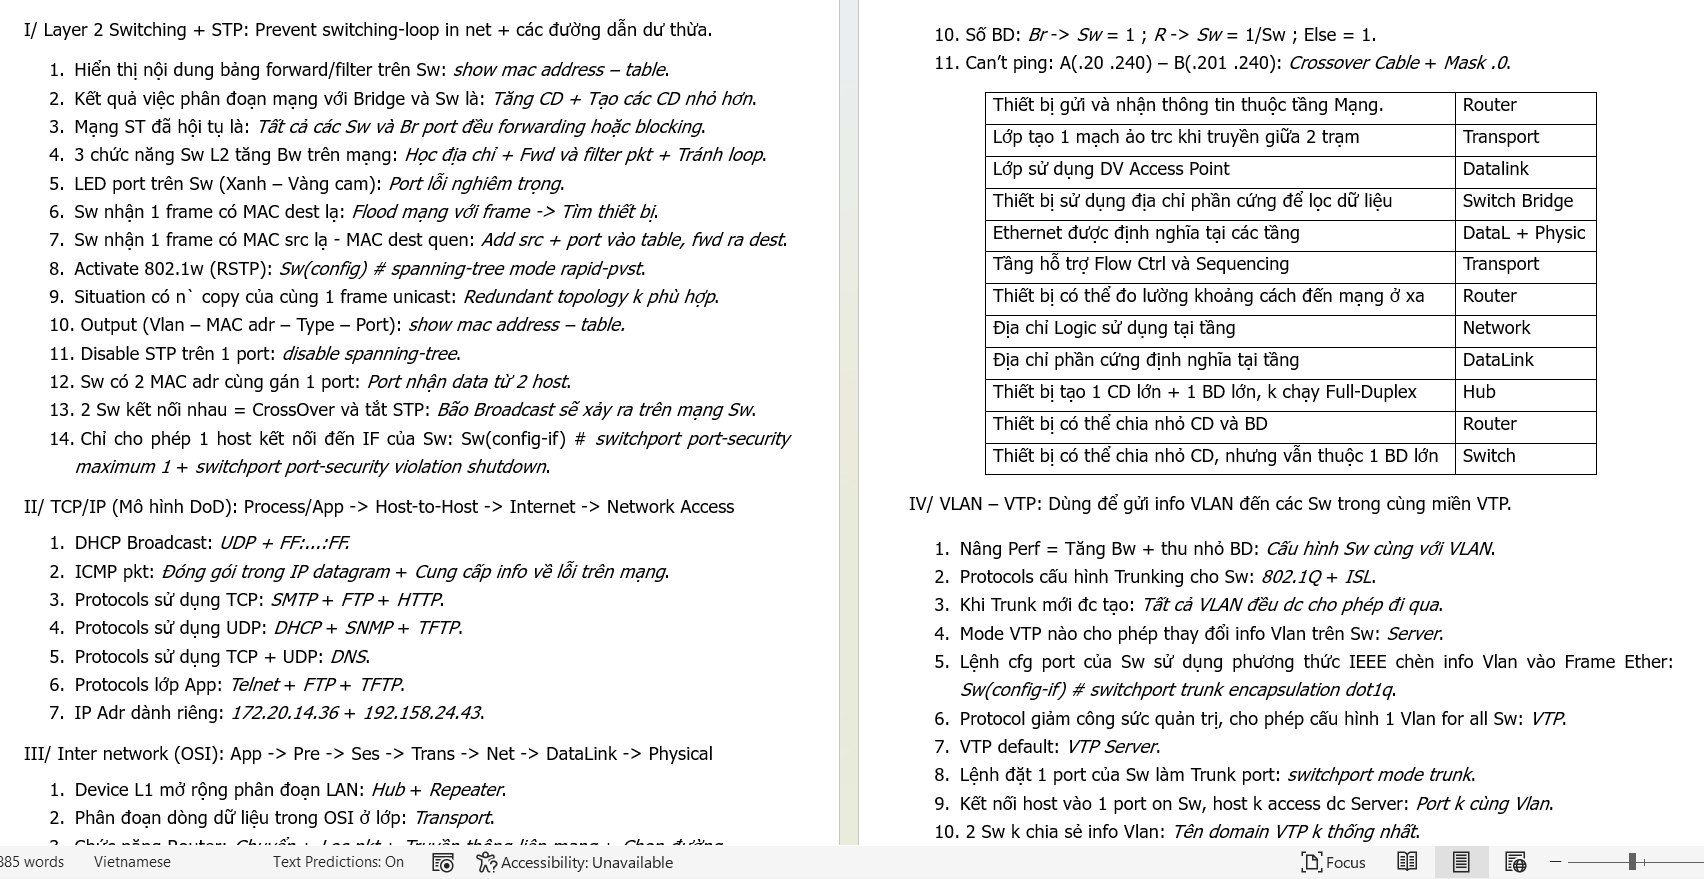 I/ Layer 2 Switching + STP: Prevent switching-loop in net + các đường dẫn dư thừa.
1. Hiển thị nội dung bảng forward/filter trên Sw: show mac address – table.
2. Kết quả việc phân đoạn mạng với Bridge và Sw là: Tăng CD + Tạo các CD nhỏ hơn.
3. Mạng ST đã hội tụ là: Tất cả các Sw và Br port đều forwarding hoặc blocking.
4. 3 chức năng Sw L2 tăng Bw trên mạng: Học địa chỉ + Fwd và filter pkt + Tránh loop.
5. LED port trên Sw (Xanh – Vàng cam): Port lỗi nghiêm trọng.
6. Sw nhận 1 frame có MAC dest lạ: Flood mạng với frame -> Tìm thiết bị.
7. Sw nhận 1 frame có MAC src lạ - MAC dest quen: Add src + port vào table, fwd ra dest.
8. Activate 802.1w (RSTP): Sw(config) # spanning-tree mode rapid-pvst.
9. Situation có n` copy của cùng 1 frame unicast: Redundant topology k phù hợp.
10. Output (Vlan – MAC adr – Type – Port): show mac address – table.
11. Disable STP trên 1 port: disable spanning-tree.
12. Sw có 2 MAC adr cùng gán 1 port: Port nhận data từ 2 host.
13. 2 Sw kết nối nhau = CrossOver và tắt STP: Bão Broadcast sẽ xảy ra trên mạng Sw.
14. Chỉ cho phép 1 host kết nối đến IF của Sw: Sw(config-if) # switchport port-security
maximum 1 + switchport port-security violation shutdown.
II/ TCP/IP (Mô hình DoD): Process/App -> Host-to-Host -> Internet -> Network Access
1. DHCP Broadcast: UDP + FF:...:FF.
2. ICMP pkt: Đóng gói trong IP datagram + Cung cấp info về lỗi trên mạng.
3. Protocols sử dụng TCP: SMTP + FTP + HTTP.
4. Protocols sử dụng UDP: DHCP + SNMP + TFTP.
5. Protocols sử dụng TCP + UDP: DNS.
6. Protocols lớp App: Telnet + FTP + TFTP.
7. IP Adr dành riêng: 172.20.14.36 + 192.158.24.43.
III/ Inter network (OSI): App -> Pre -> Ses -> Trans -> Net -> DataLink -> Physical
1. Device L1 mở rộng phân đoạn LAN: Hub + Repeater.
2. Phân đoạn dòng dữ liệu trong OSI ở lớp: Transport.
3. Chức năng Router: Chuyển + Lọc pkt + Truyền thông liên mạng + Chọn đường
10. Số BD: Br -> Sw = 1 ; R -> Sw = 1/Sw ; Else = 1.
11. Can’t ping: A(.20 .240) – B(.201 .240): Crossover Cable + Mask .0.
Thiết bị gửi và nhận thông tin thuộc tầng Mạng. Router
Lớp tạo 1 mạch ảo trc khi truyền giữa 2 trạm Transport
Lớp sử dụng DV Access Point Datalink
Thiết bị sử dụng địa chỉ phần cứng để lọc dữ liệu Switch Bridge
Ethernet được định nghĩa tại các tầng DataL + Physic
Tầng hỗ trợ Flow Ctrl và Sequencing Transport
Thiết bị có thể đo lường khoảng cách đến mạng ở xa Router
Địa chỉ Logic sử dụng tại tầng Network
Địa chỉ phần cứng định nghĩa tại tầng DataLink
Thiết bị tạo 1 CD lớn + 1 BD lớn, k chạy Full-Duplex Hub
Thiết bị có thể chia nhỏ CD và BD Router
Thiết bị có thể chia nhỏ CD, nhưng vẫn thuộc 1 BD lớn Switch
IV/ VLAN – VTP: Dùng để gửi info VLAN đến các Sw trong cùng miền VTP.
1. Nâng Perf = Tăng Bw + thu nhỏ BD: Cấu hình Sw cùng với VLAN.
2. Protocols cấu hình Trunking cho Sw: 802.1Q + ISL.
3. Khi Trunk mới đc tạo: Tất cả VLAN đều dc cho phép đi qua.
4. Mode VTP nào cho phép thay đổi info Vlan trên Sw: Server.
5. Lệnh cfg port của Sw sử dụng phương thức IEEE chèn info Vlan vào Frame Ether:
Sw(config-if) # switchport trunk encapsulation dot1q.
6. Protocol giảm công sức quản trị, cho phép cấu hình 1 Vlan for all Sw: VTP.
7. VTP default: VTP Server.
8. Lệnh đặt 1 port của Sw làm Trunk port: switchport mode trunk.
9. Kết nối host vào 1 port on Sw, host k access dc Server: Port k cùng Vlan.
10. 2 Sw k chia sẻ info Vlan: Tên domain VTP k thống nhất.
385 words Vietnamese Text Predictions: On Accessibility: Unavailable Focus